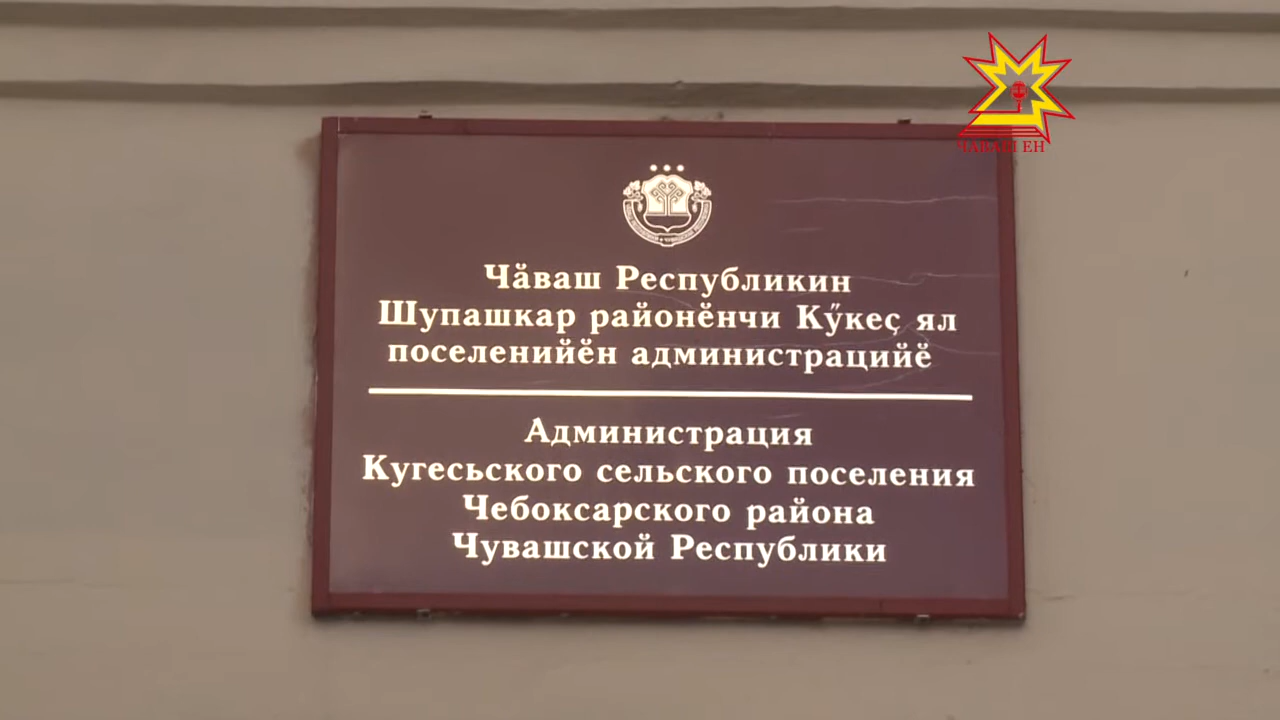 ЧӐВАШ ЕН
Чӑваш Республикин
Шупашкар районӗнчи Кӳкеҫ ял
поселенийӗн администрацийӗ
Администрация
Кугесьского сельского поселения
Чебоксарского района
Чувашской Республики